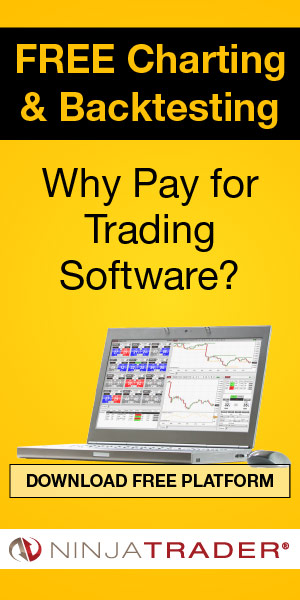 FREE Charting
& Backtesting
Why Pay for
Trading
Software?
DOWNLOAD FREE PLATFORM
NINJATRADER®